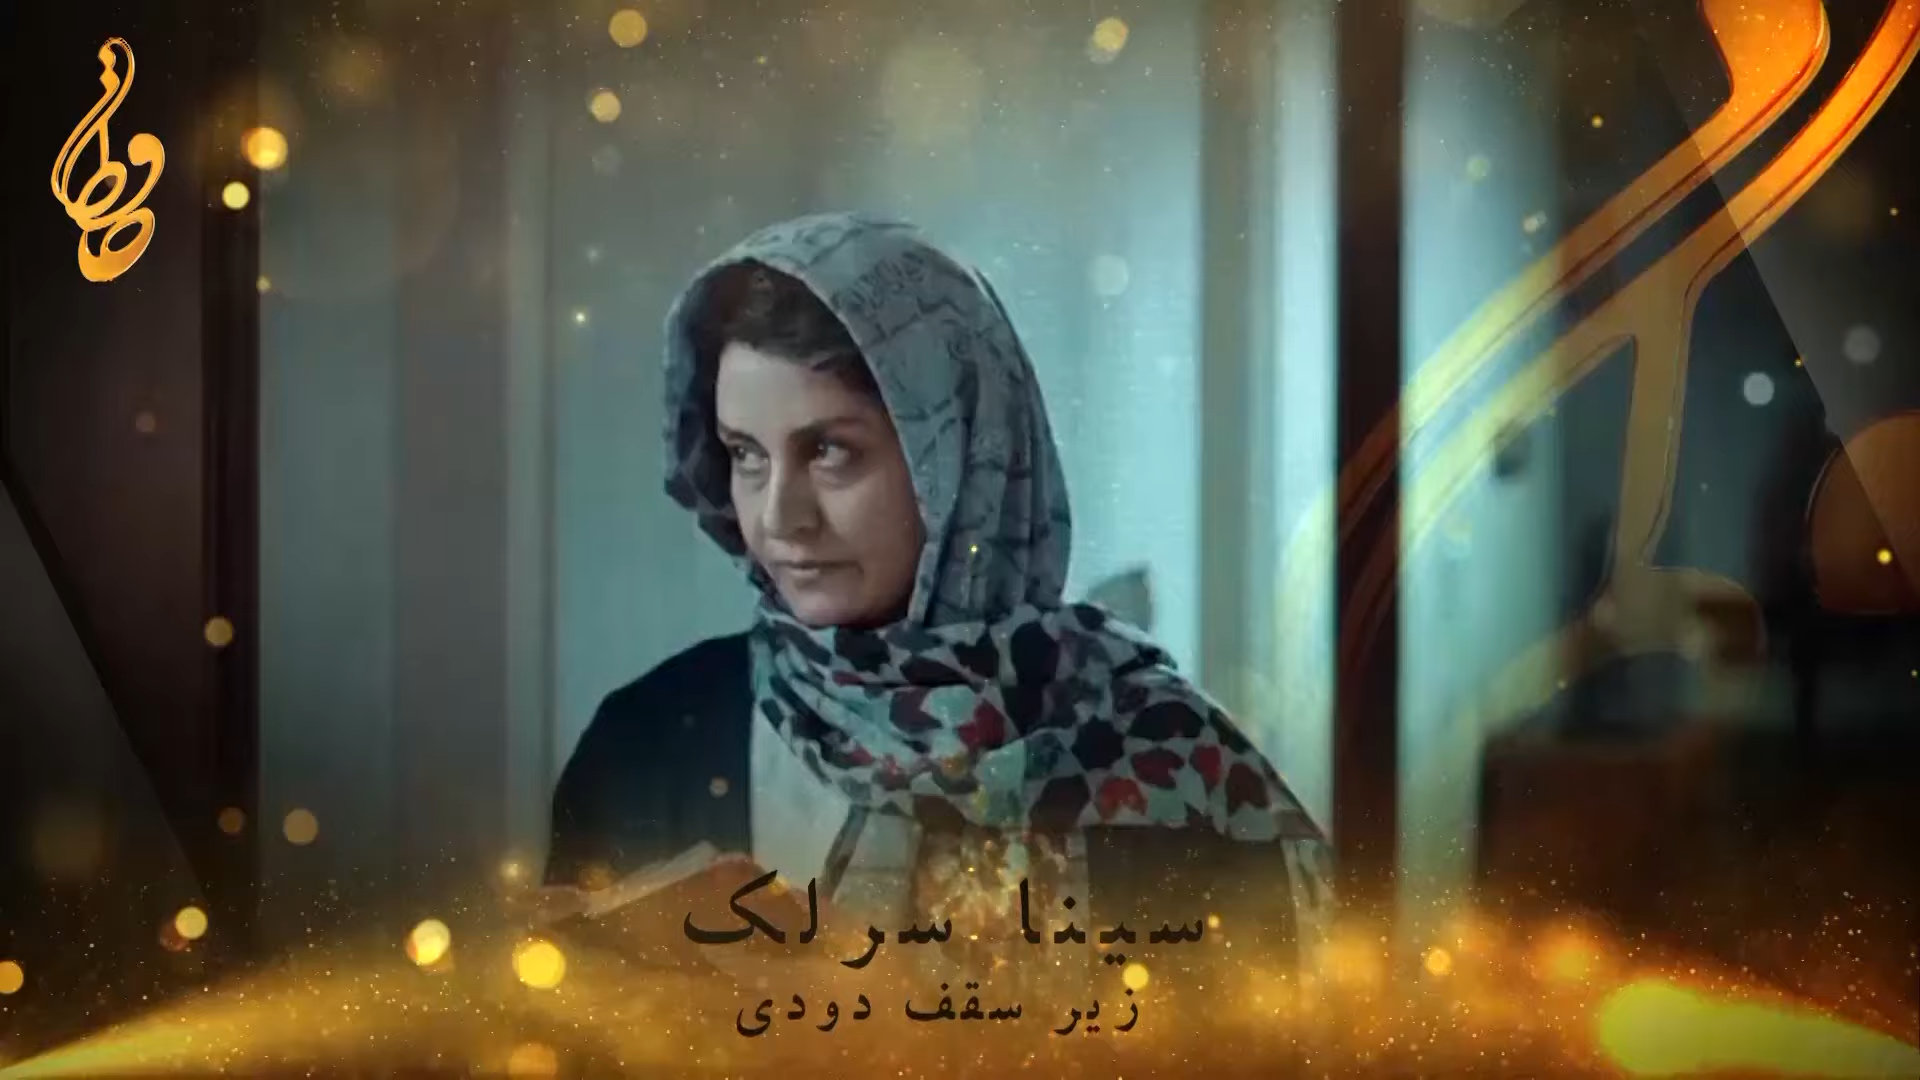 سینا سرلک
زیر سقف دودی